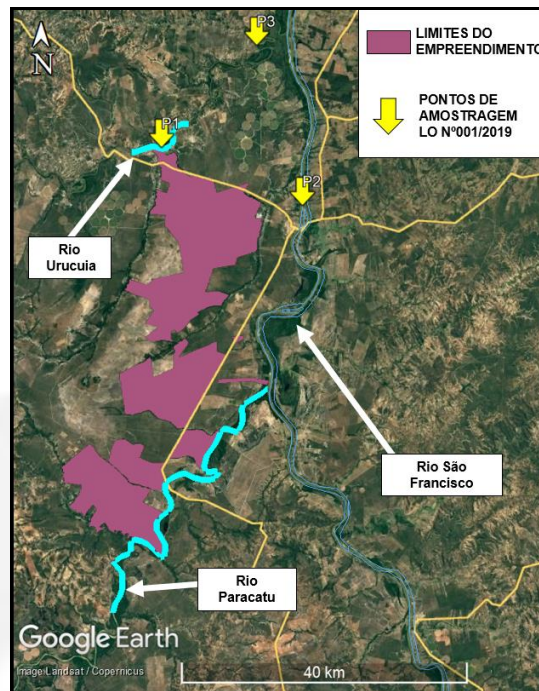 P3
LIMITES DO
EMPREENDIMENTO
N
PONTOS DE
AMOSTRAGEM
LO Nº001/2019
P1
P2
Rio
Urucuia
Rio São
Francisco
Rio
Paracatu
Google Earth
Image Landsat / Copernicus
40 km